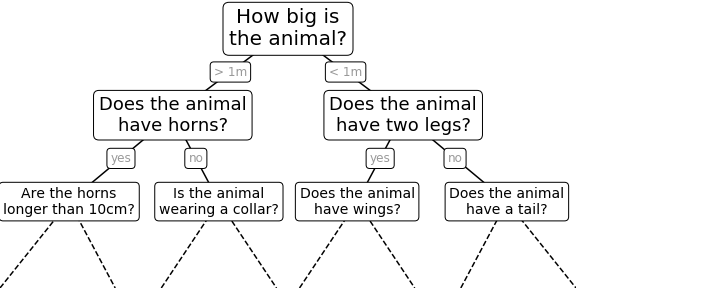 How big is
the animal?
> 1m
< 1m
Does the animal
have horns?
Does the animal
have two legs?
yes
no
yes
no
Are the horns
longer than 10cm?
Is the animal
wearing a collar?
Does the animal
have wings?
Does the animal
have a tail?